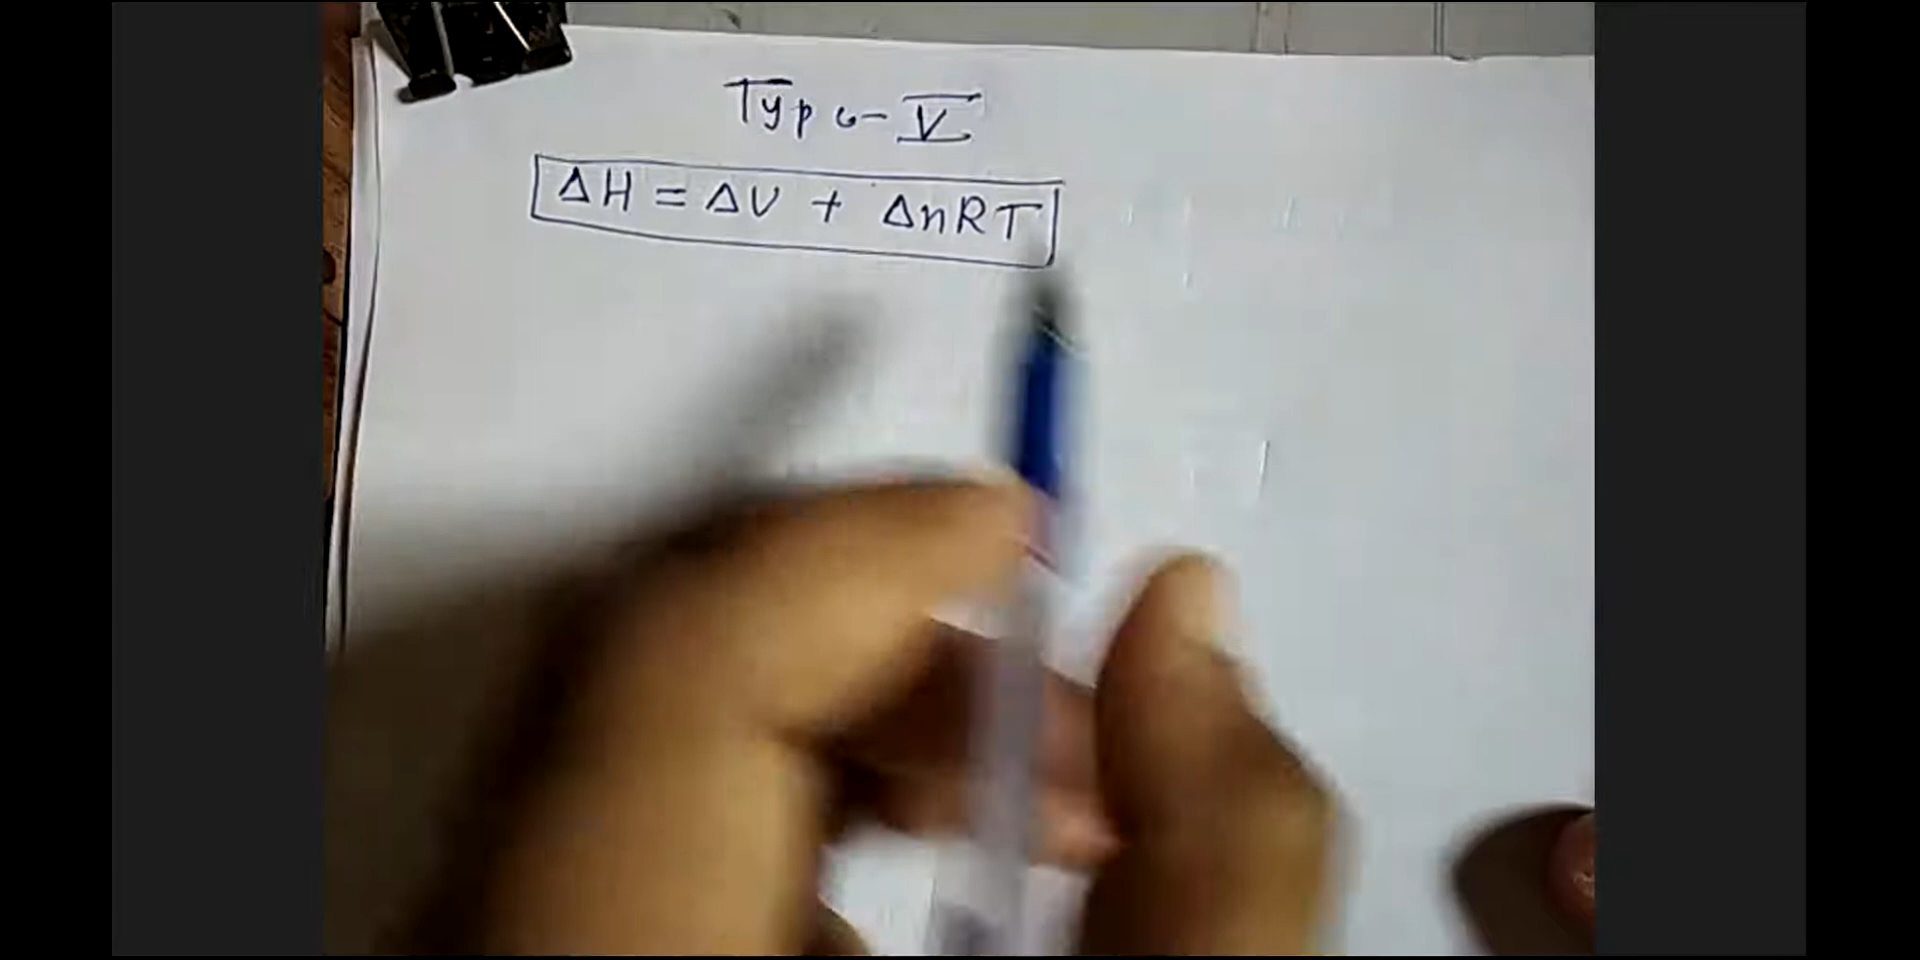 Type-V
ΔH = ΔU + ΔnRT